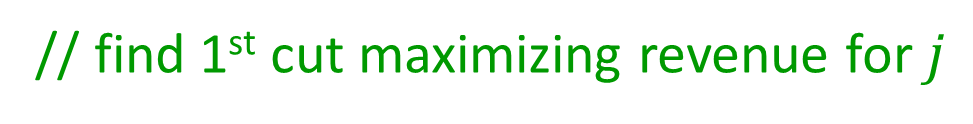 // find 1st cut maximizing revenue for j